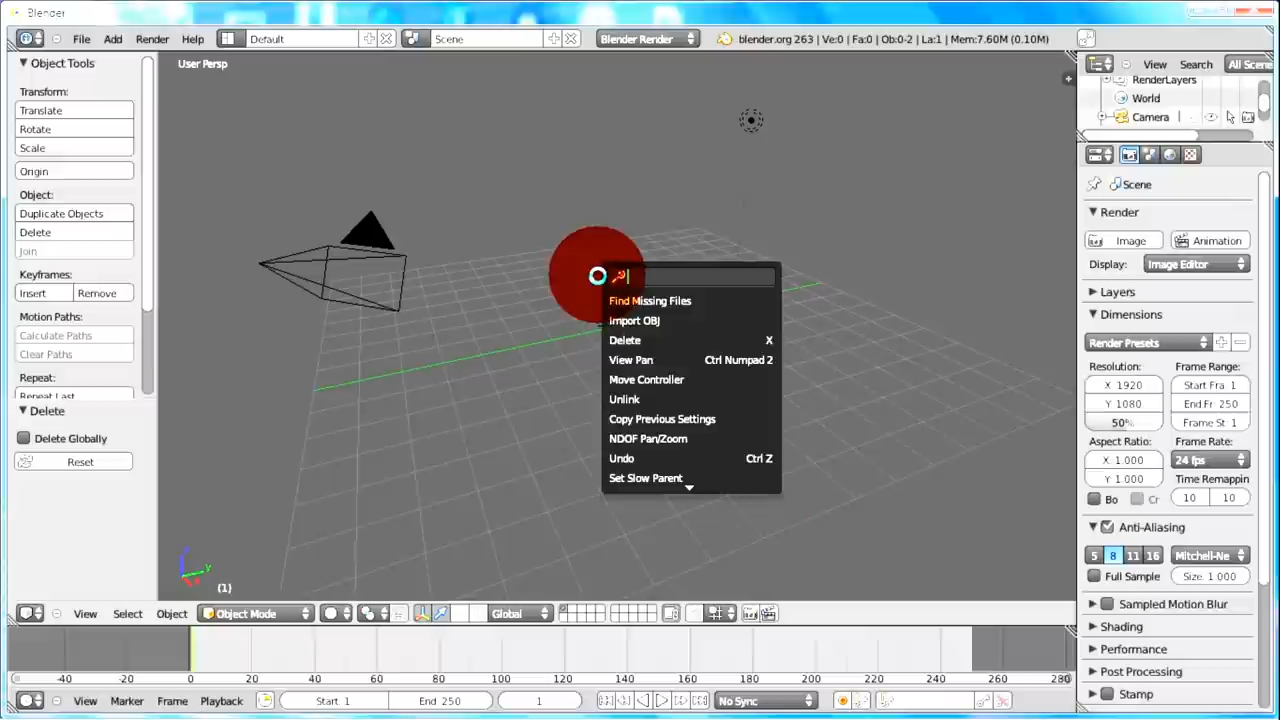 Blender
File Add Render Help Default Scene Blender Render blender.org 263 | Ve:0 | Fa:0 | Ob:0-2 | La:1 | Mem:7.60M (0.10M)
Object Tools
Transform:
Translate
Rotate
Scale
Origin
Object:
Duplicate Objects
Delete
Join
Keyframes:
Insert Remove
Motion Paths:
Calculate Paths
Clear Paths
Repeat:
Repeat Last
Delete
Delete Globally
Reset
User Persp
Find Missing Files
Import OBJ
Delete X
View Pan Ctrl Numpad 2
Move Controller
Unlink
Copy Previous Settings
NDOF Pan/Zoom
Undo Ctrl Z
Set Slow Parent
y
(1)
View Select Object Object Mode Global
-40 -20 0 20 40 60 80 100 120 140 160 180 200 220 240 260 280
View Marker Frame Playback Start: 1 End: 250 1 No Sync
View Search All Scene
RenderLayers
World
Camera
Scene
Render
Image Animation
Display: Image Editor
Layers
Dimensions
Render Presets
Resolution: Frame Range:
X: 1920 Start Fra: 1
Y: 1080 End Fr: 250
50% Frame St: 1
Aspect Ratio: Frame Rate:
X: 1.000 24 fps
Y: 1.000 Time Remappin
Bo Cr 10 10
Anti-Aliasing
5 8 11 16 Mitchell-Ne
Full Sample Size: 1.000
Sampled Motion Blur
Shading
Performance
Post Processing
Stamp